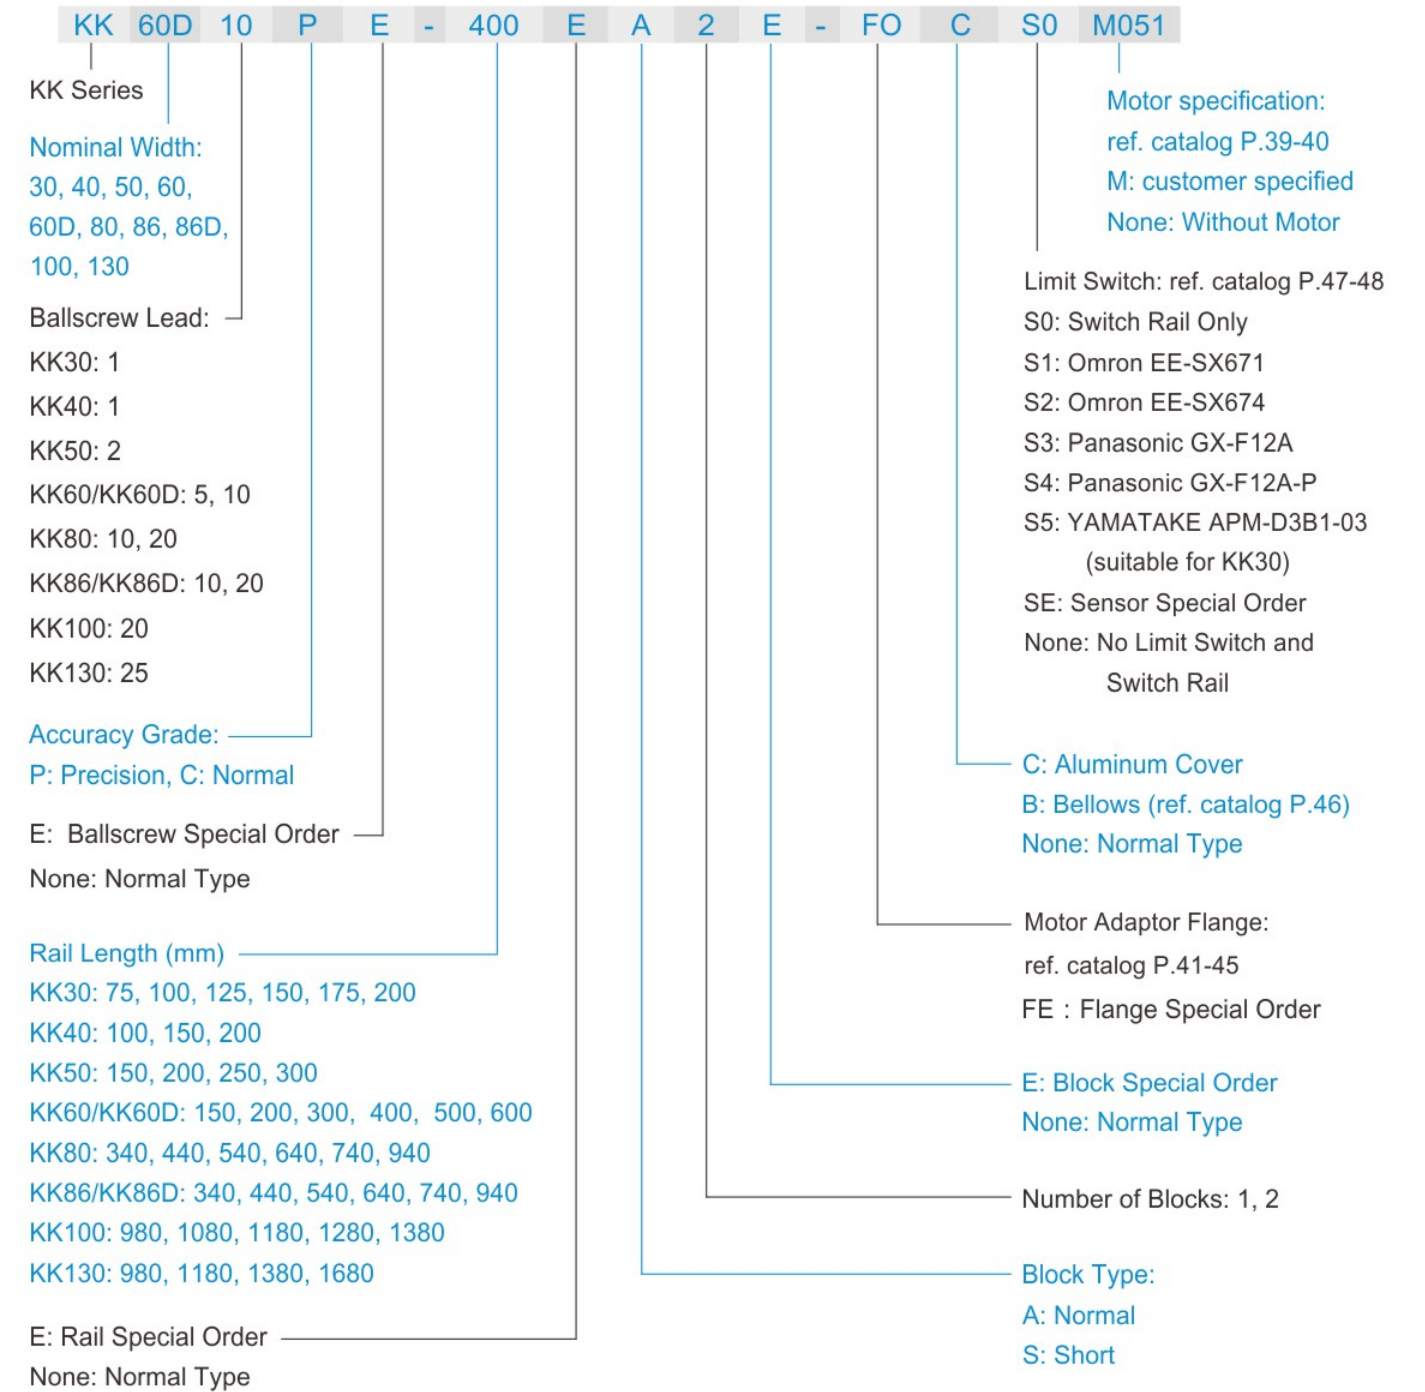 KK 60D 10 P E - 400 E A 2 E - FO C S0 M051
KK Series
Nominal Width:
30, 40, 50, 60,
60D, 80, 86, 86D,
100, 130
Ballscrew Lead:
KK30: 1
KK40: 1
KK50: 2
KK60/KK60D: 5, 10
KK80: 10, 20
KK86/KK86D: 10, 20
KK100: 20
KK130: 25
Accuracy Grade:
P: Precision, C: Normal
E: Ballscrew Special Order
None: Normal Type
Rail Length (mm)
KK30: 75, 100, 125, 150, 175, 200
KK40: 100, 150, 200
KK50: 150, 200, 250, 300
KK60/KK60D: 150, 200, 300, 400, 500, 600
KK80: 340, 440, 540, 640, 740, 940
KK86/KK86D: 340, 440, 540, 640, 740, 940
KK100: 980, 1080, 1180, 1280, 1380
KK130: 980, 1180, 1380, 1680
E: Rail Special Order
None: Normal Type
Motor specification:
ref. catalog P.39-40
M: customer specified
None: Without Motor
Limit Switch: ref. catalog P.47-48
S0: Switch Rail Only
S1: Omron EE-SX671
S2: Omron EE-SX674
S3: Panasonic GX-F12A
S4: Panasonic GX-F12A-P
S5: YAMATAKE APM-D3B1-03
(suitable for KK30)
SE: Sensor Special Order
None: No Limit Switch and
Switch Rail
C: Aluminum Cover
B: Bellows (ref. catalog P.46)
None: Normal Type
Motor Adaptor Flange:
ref. catalog P.41-45
FE : Flange Special Order
E: Block Special Order
None: Normal Type
Number of Blocks: 1, 2
Block Type:
A: Normal
S: Short